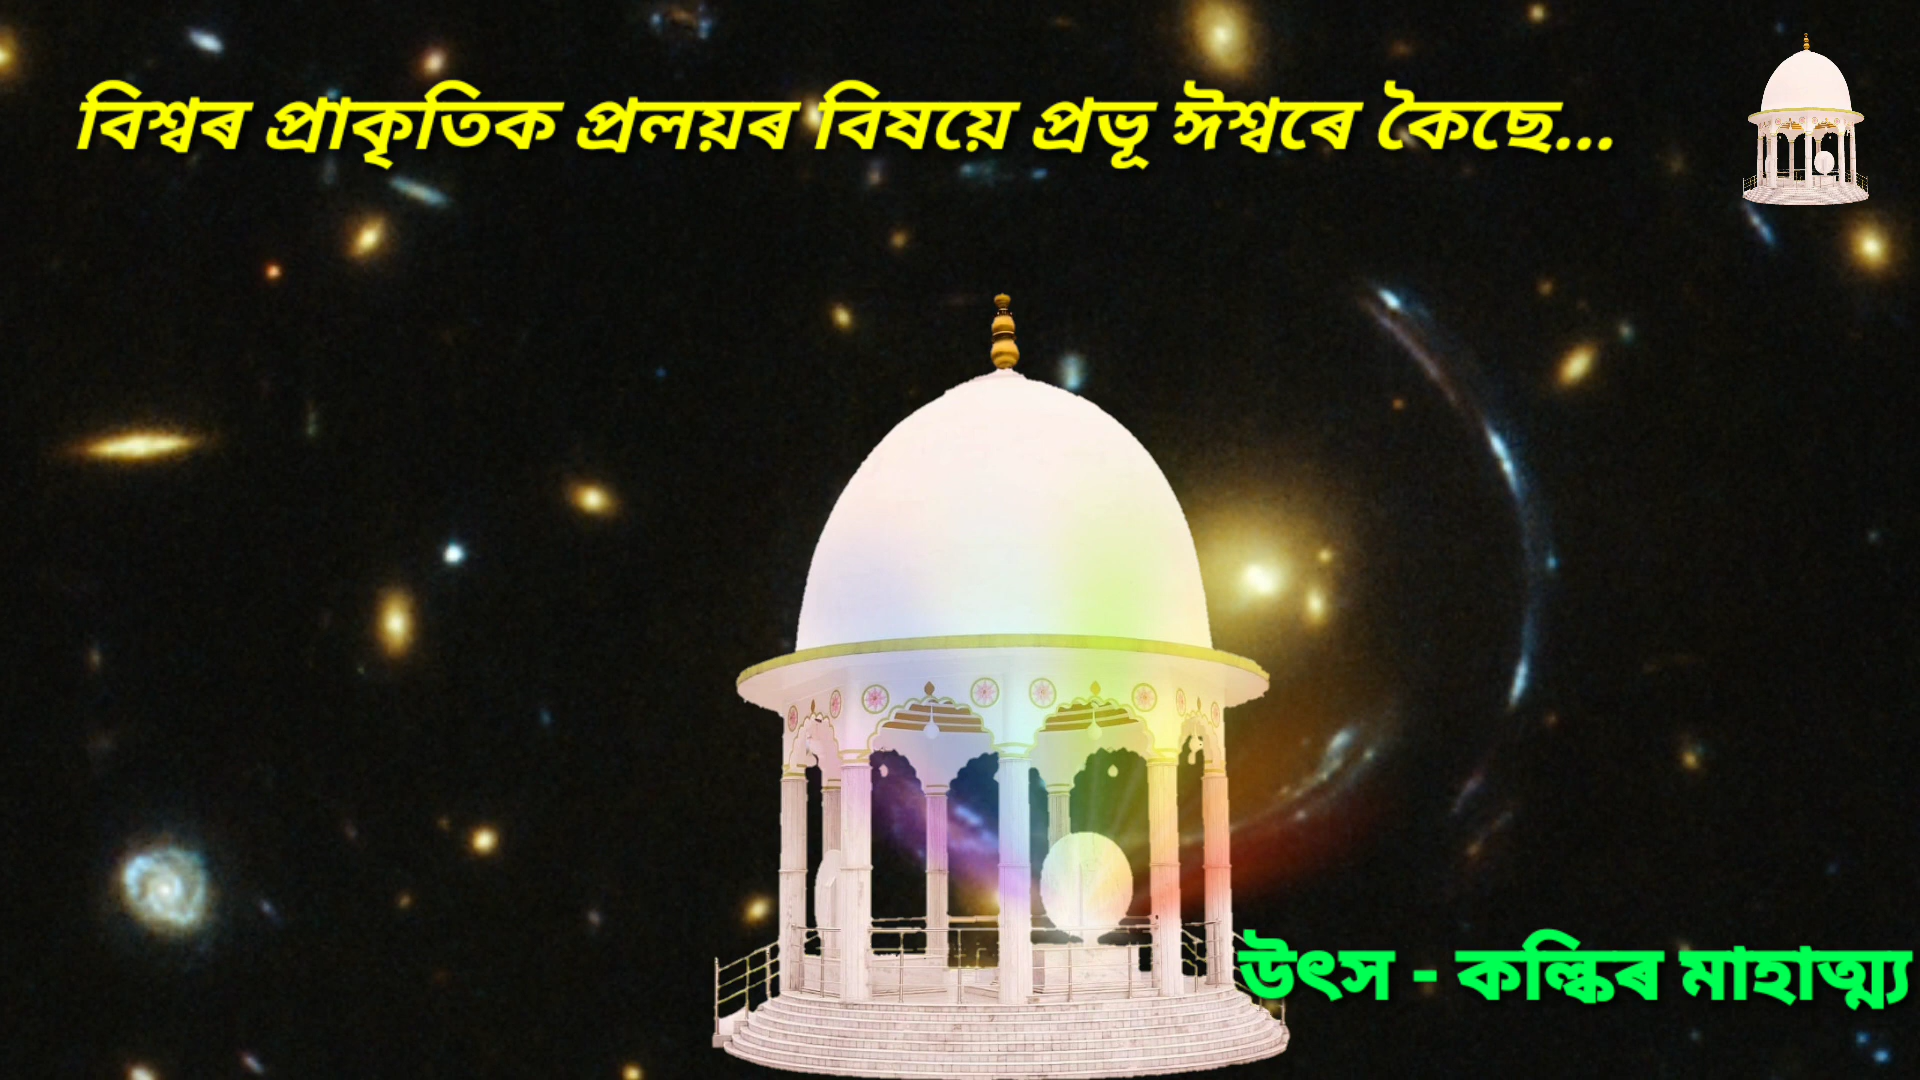 বিশ্বৰ প্ৰাকৃতিক প্ৰলয়ৰ বিষয়ে প্ৰভূ ঈশ্বৰে কৈছে...
উৎস - কল্কিৰ মাহাত্ম্য